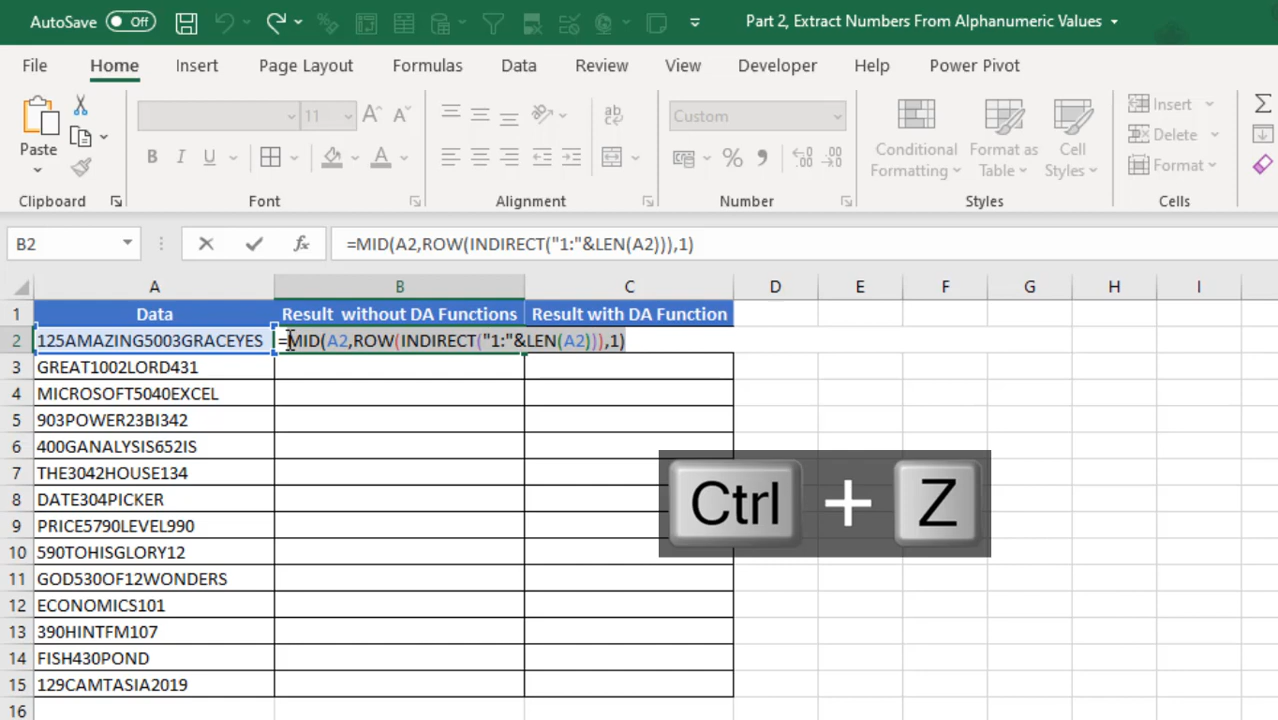 AutoSave Off Part 2, Extract Numbers From Alphanumeric Values
File Home Insert Page Layout Formulas Data Review View Developer Help Power Pivot
11 Custom Insert
Paste B I U % Conditional Format as Cell Delete
Formatting Table Styles Format
Clipboard Font Alignment Number Styles Cells
B2 fx =MID(A2,ROW(INDIRECT("1:"&LEN(A2))),1)
A B C D E F G H I
1 Data Result without DA Functions Result with DA Function
2 125AMAZING5003GRACEYES =MID(A2,ROW(INDIRECT("1:"&LEN(A2))),1)
3 GREAT1002LORD431
4 MICROSOFT5040EXCEL
5 903POWER23BI342
6 400GANALYSIS652IS
7 THE3042HOUSE134
8 DATE304PICKER
9 PRICE5790LEVEL990
10 590TOHISGLORY12
11 GOD530OF12WONDERS
12 ECONOMICS101
13 390HINTFM107
14 FISH430POND
15 129CAMTASIA2019
16
Ctrl + Z